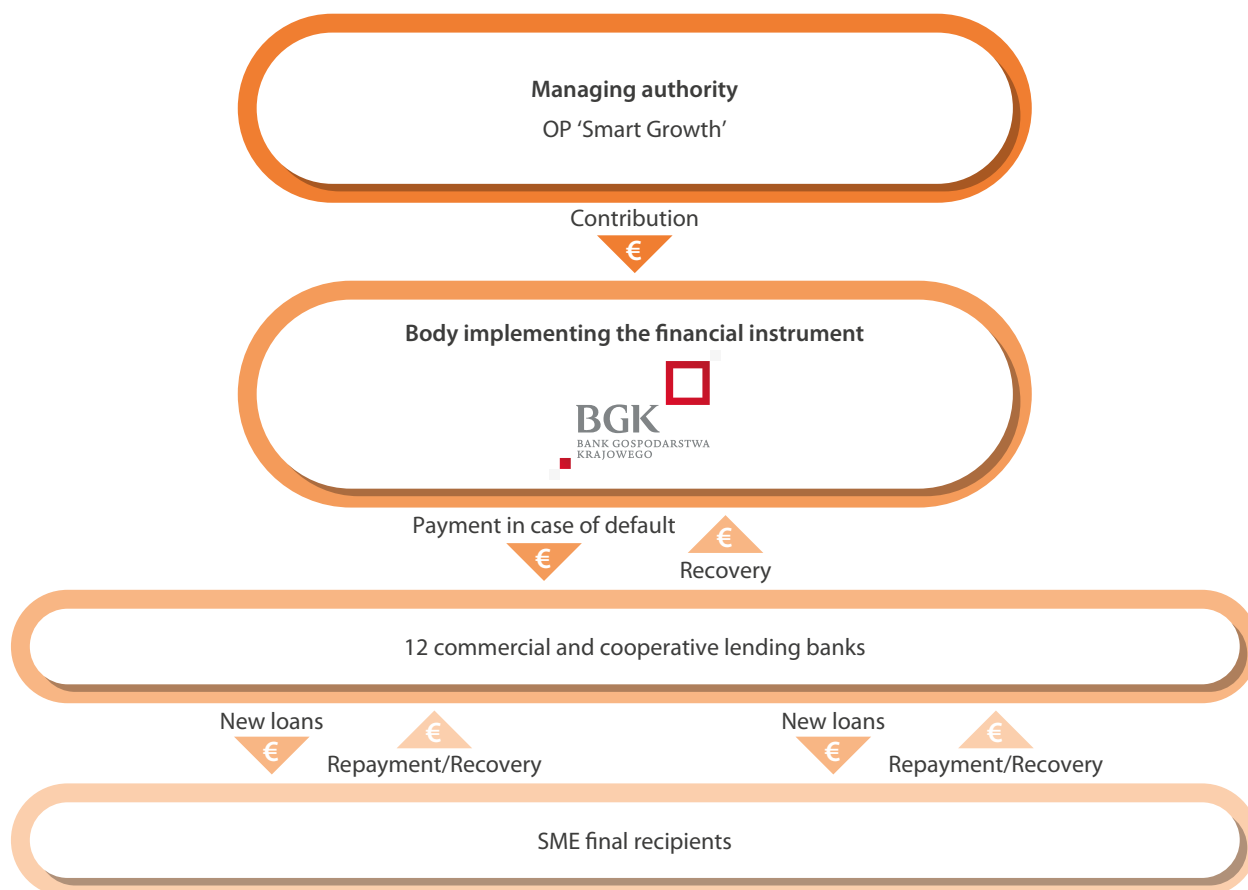 Managing authority
OP ‘Smart Growth’
Contribution
€
Body implementing the financial instrument
BGK
BANK GOSPODARSTWA
KRAJOWEGO
Payment in case of default
€
€
Recovery
12 commercial and cooperative lending banks
New loans
€
€
Repayment/Recovery
New loans
€
€
Repayment/Recovery
SME final recipients